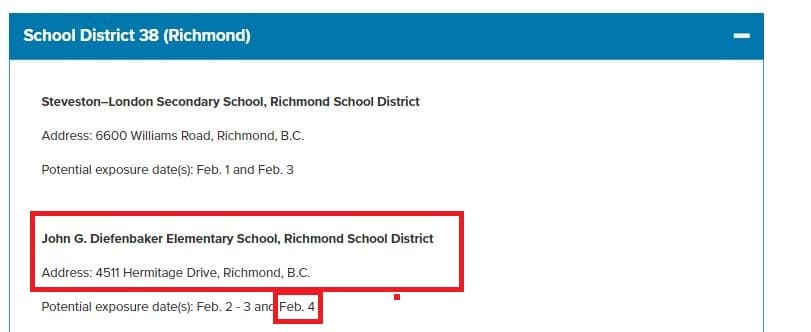 School District 38 (Richmond)
Steveston–London Secondary School, Richmond School District
Address: 6600 Williams Road, Richmond, B.C.
Potential exposure date(s): Feb. 1 and Feb. 3
John G. Diefenbaker Elementary School, Richmond School District
Address: 4511 Hermitage Drive, Richmond, B.C.
Potential exposure date(s): Feb. 2 - 3 and Feb. 4